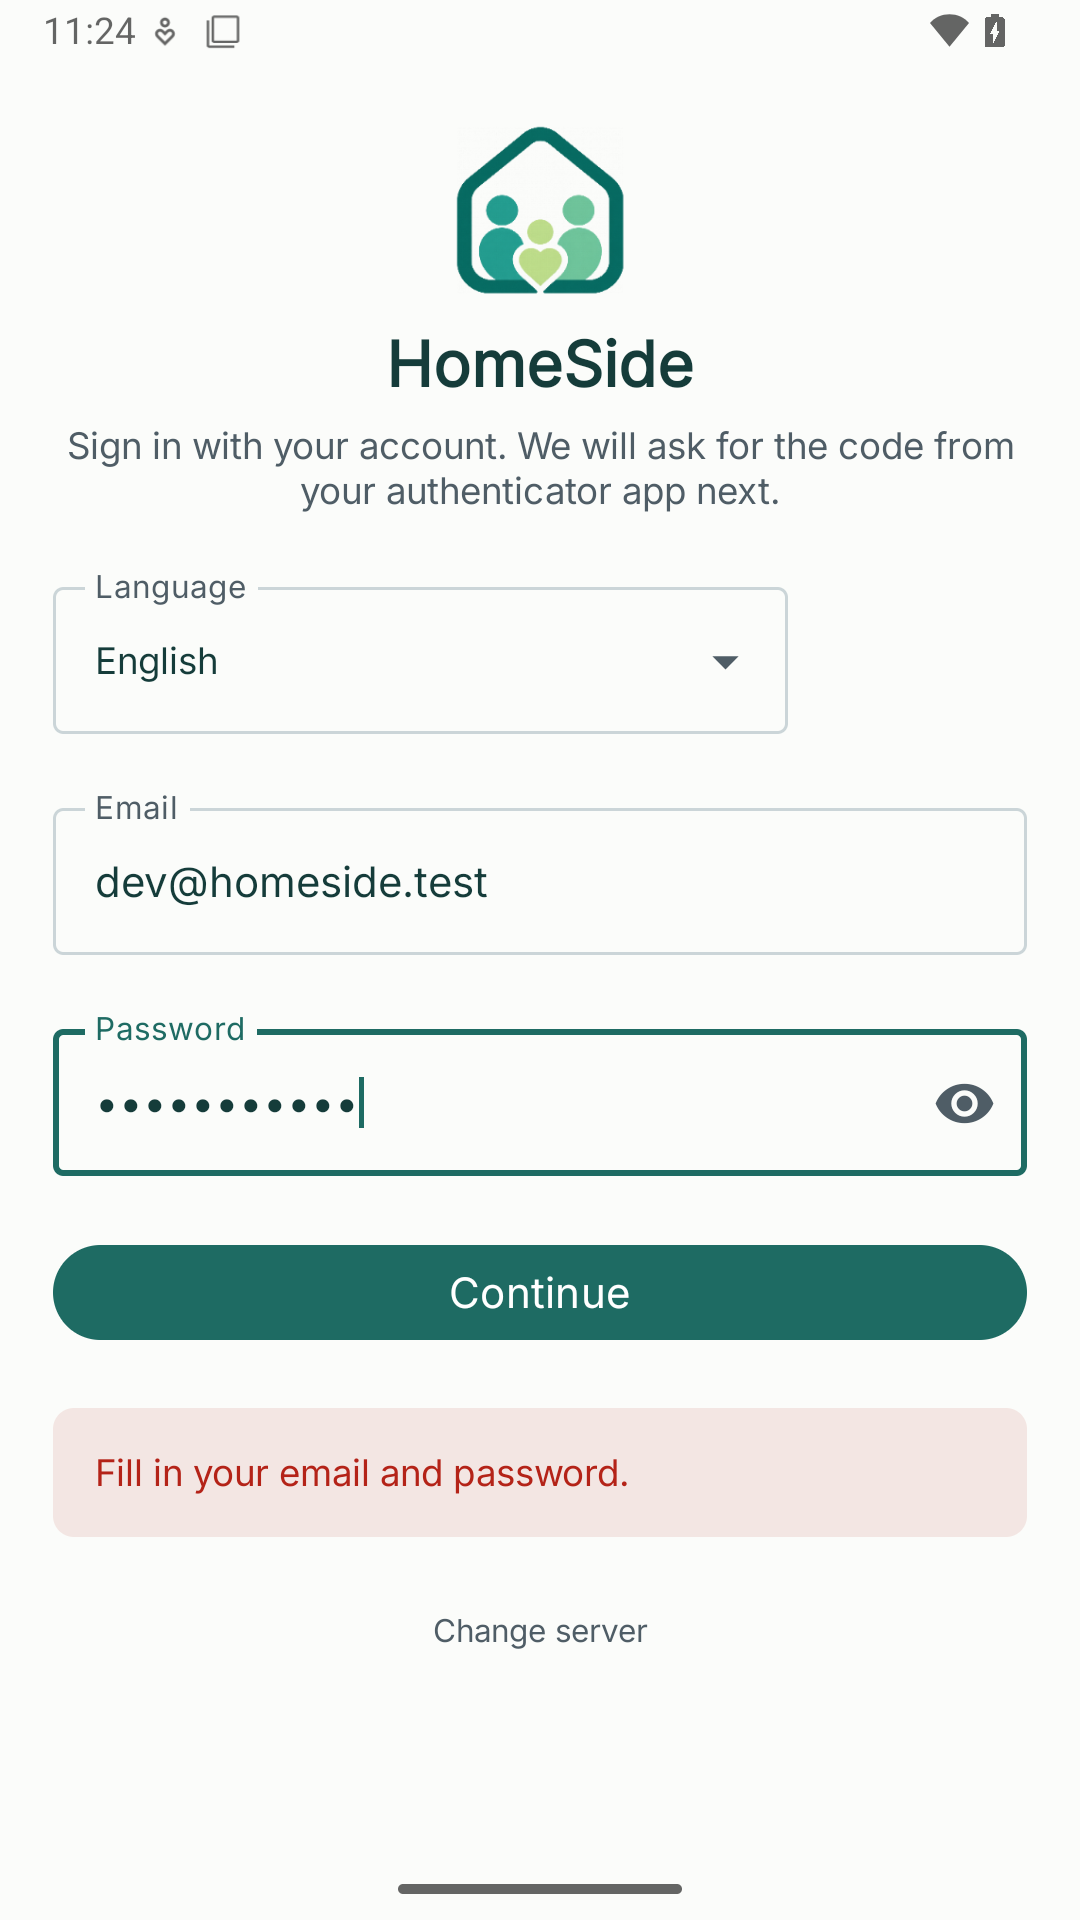 11:24
HomeSide
Sign in with your account. We will ask for the code from
your authenticator app next.
Language
English
Email
dev@homeside.test
Password
•••••••••••
Continue
Fill in your email and password.
Change server